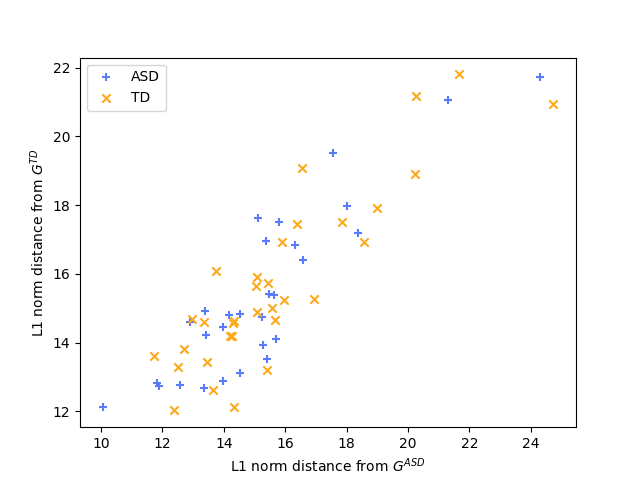 ASD
TD
22
20
18
16
14
12
L1 norm distance from G^{TD}
10 12 14 16 18 20 22 24
L1 norm distance from G^{ASD}